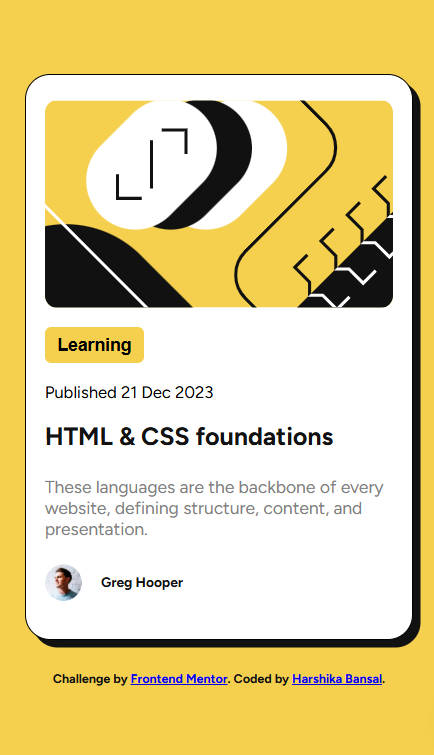 Learning
Published 21 Dec 2023
HTML & CSS foundations
These languages are the backbone of every
website, defining structure, content, and
presentation.
Greg Hooper
Challenge by Frontend Mentor. Coded by Harshika Bansal.